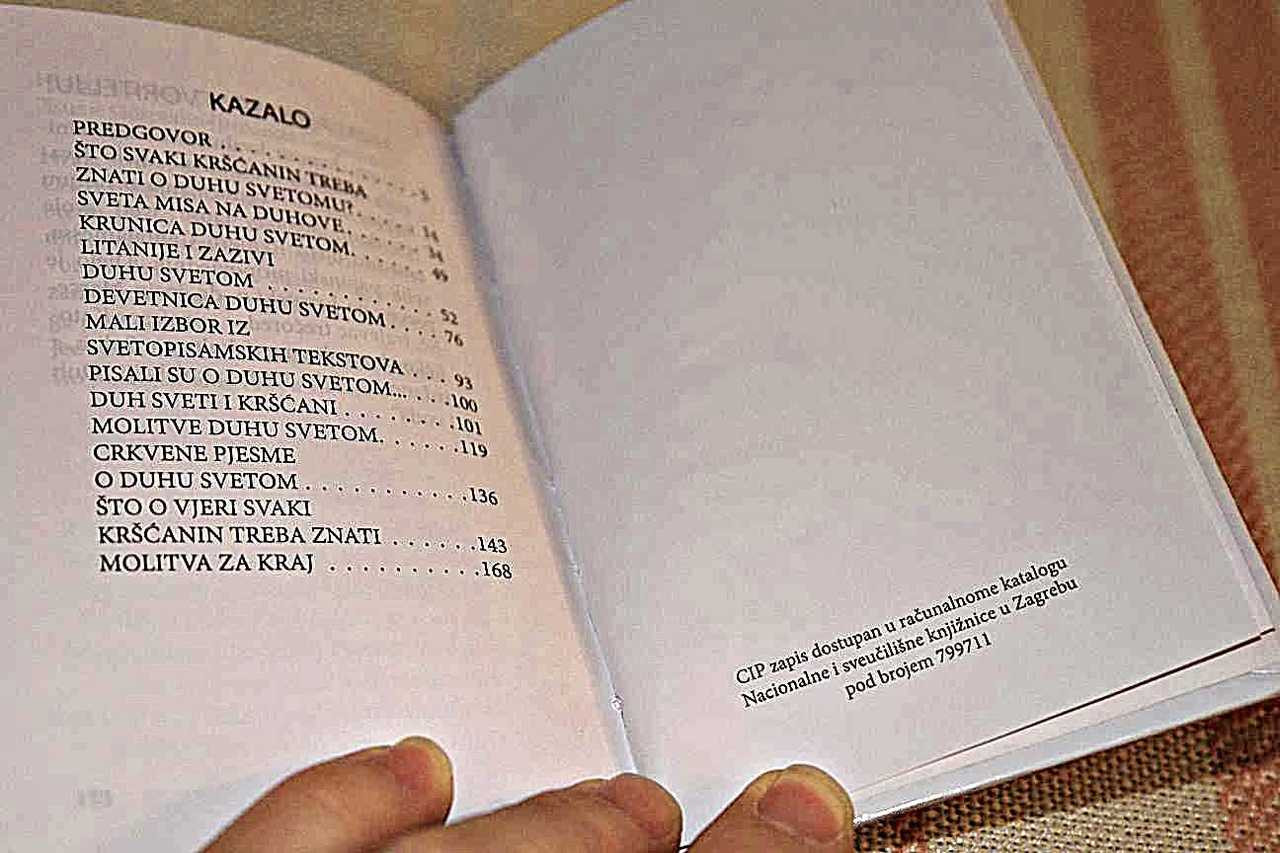 KAZALO
PREDGOVOR . . . . . . . . . . . . . . . 5
ŠTO SVAKI KRŠĆANIN TREBA
ZNATI O DUHU SVETOMU? . . . . . 14
SVETA MISA NA DUHOVE. . . . . . . 34
KRUNICA DUHU SVETOM. . . . . . . 49
LITANIJE I ZAZIVI
DUHU SVETOM . . . . . . . . . . . . 52
DEVETNICA DUHU SVETOM . . . . 76
MALI IZBOR IZ
SVETOPISAMSKIH TEKSTOVA . . . 93
PISALI SU O DUHU SVETOM... . . .100
DUH SVETI I KRŠĆANI . . . . . . . .101
MOLITVE DUHU SVETOM. . . . . .119
CRKVENE PJESME
O DUHU SVETOM . . . . . . . . . . .136
ŠTO O VJERI SVAKI
KRŠĆANIN TREBA ZNATI . . . . . .143
MOLITVA ZA KRAJ . . . . . . . . . .168
CIP zapis dostupan u računalnome katalogu
Nacionalne i sveučilišne knjižnice u Zagrebu
pod brojem 799711